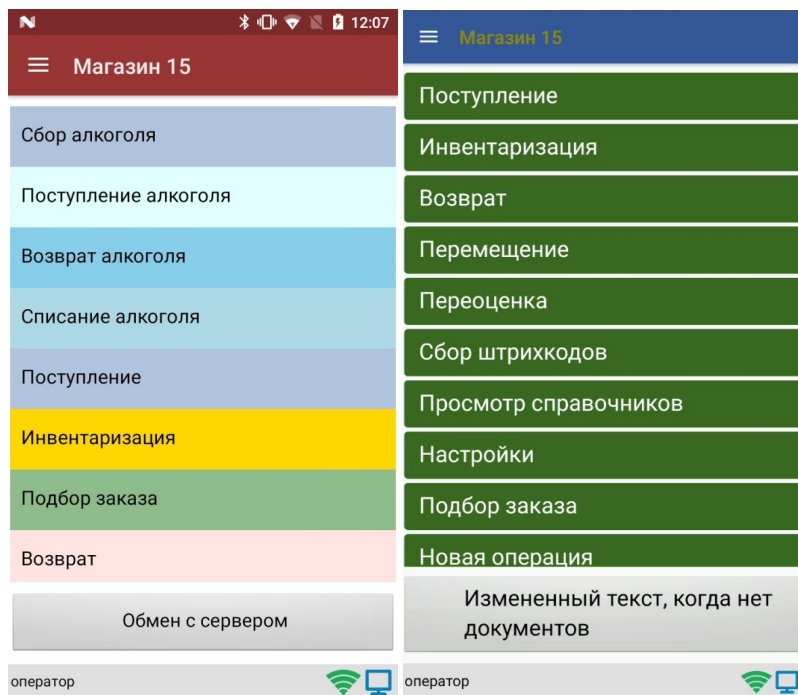 12:07
Магазин 15
Сбор алкоголя
Поступление алкоголя
Возврат алкоголя
Списание алкоголя
Поступление
Инвентаризация
Подбор заказа
Возврат
Обмен с сервером
оператор
Магазин 15
Поступление
Инвентаризация
Возврат
Перемещение
Переоценка
Сбор штрихкодов
Просмотр справочников
Настройки
Подбор заказа
Новая операция
Измененный текст, когда нет
документов
оператор